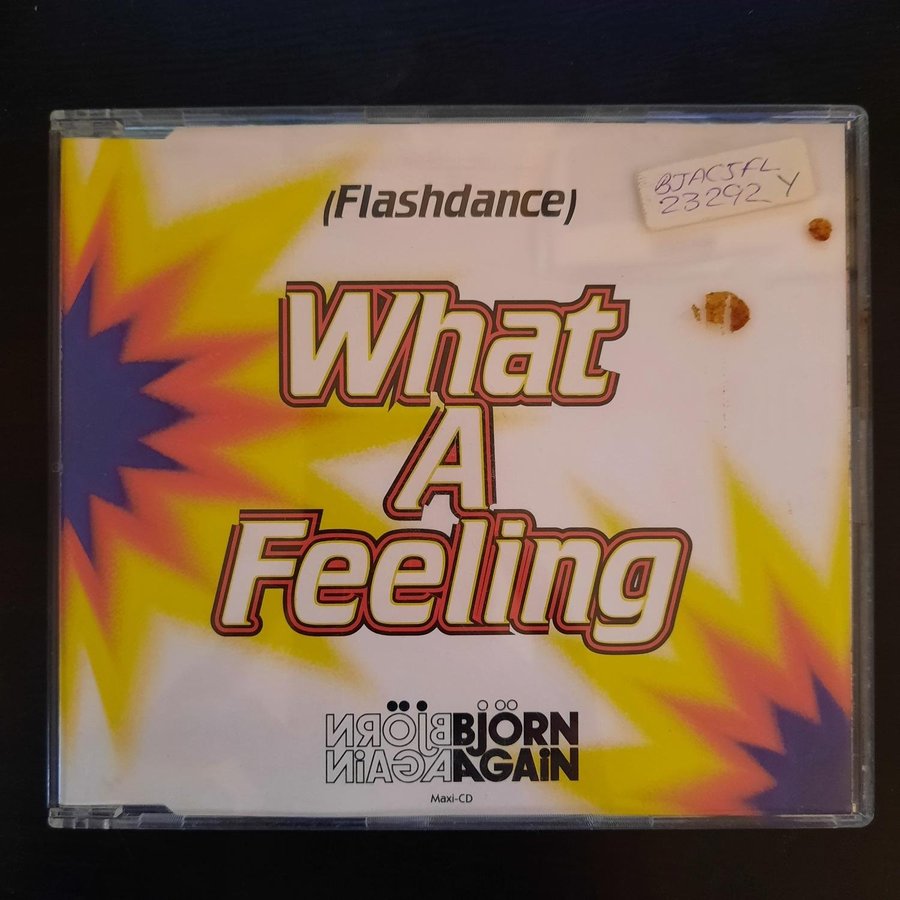 (Flashdance)
BJACJFL
23292 Y
What
A
Feeling
BJÖRN BJÖRN
AGAiN AGAiN
Maxi-CD